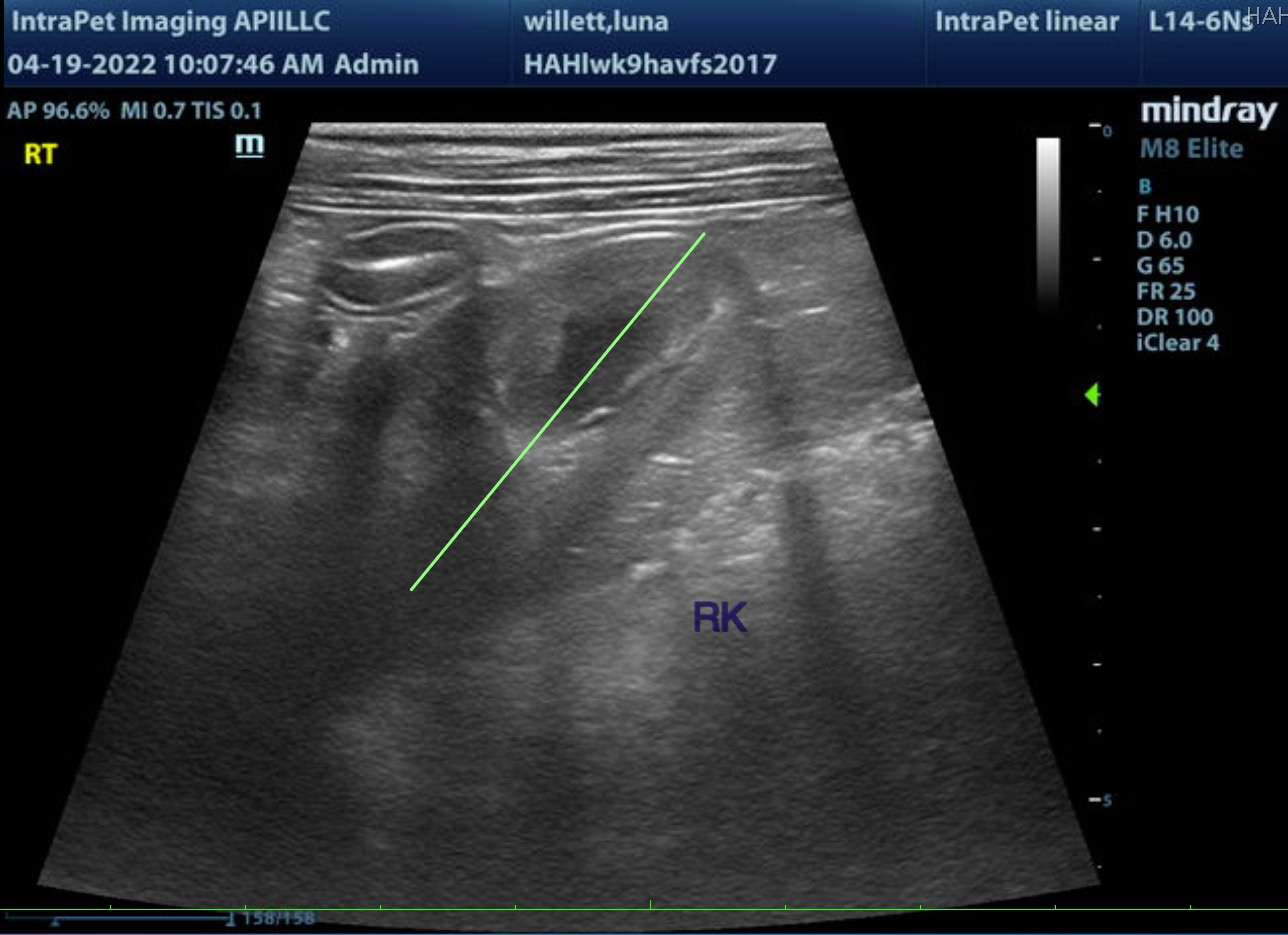 IntraPet Imaging APIILLC
willett,luna
IntraPet linear
L14-6Ns
HAH
04-19-2022 10:07:46 AM Admin
HAHlwk9havfs2017
AP 96.6% MI 0.7 TIS 0.1
RT
m
mindray
M8 Elite
B
F H10
D 6.0
G 65
FR 25
DR 100
iClear 4
0
5
RK
158/158